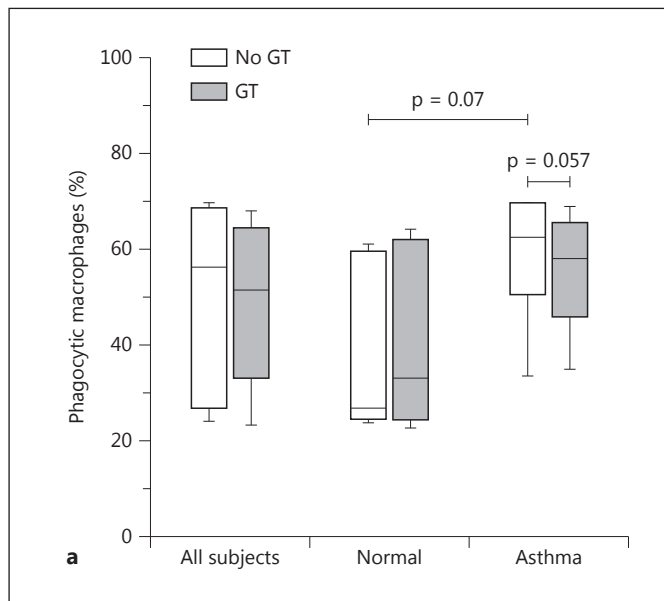 100
No GT
GT
p = 0.07
80
p = 0.057
Phagocytic macrophages (%)
60
40
20
0
a
All subjects
Normal
Asthma